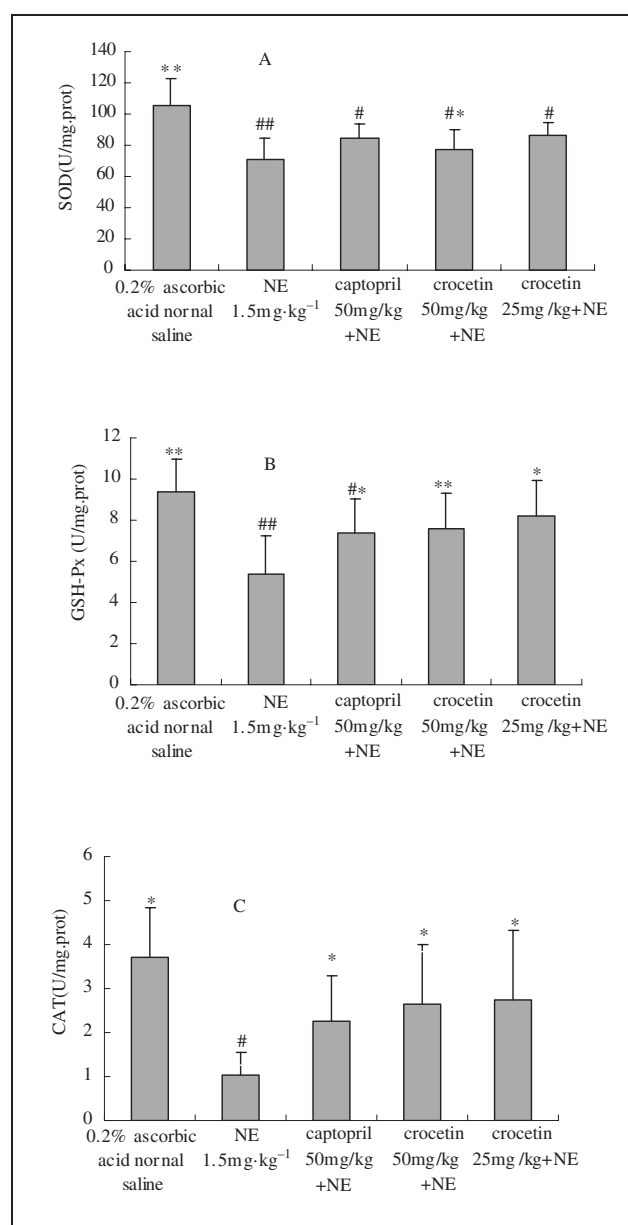 A
SOD(U/mg.prot)
140
120
100
80
60
40
20
0
** ## # #* #
0.2% ascorbic NE captopril crocetin crocetin
acid nornal 1.5mg·kg⁻¹ 50mg/kg 50mg/kg 25mg /kg+NE
saline +NE +NE
B
GSH-Px (U/mg.prot)
12
10
8
6
4
2
0
** ## #* ** *
0.2% ascorbic NE captopril crocetin crocetin
acid nornal 1.5mg·kg⁻¹ 50mg/kg 50mg/kg 25mg /kg+NE
saline +NE +NE
C
CAT(U/mg.prot)
6
5
4
3
2
1
0
* # * * *
0.2% ascorbic NE captopril crocetin crocetin
acid nornal 1.5mg·kg⁻¹ 50mg/kg 50mg/kg 25mg /kg+NE
saline +NE +NE